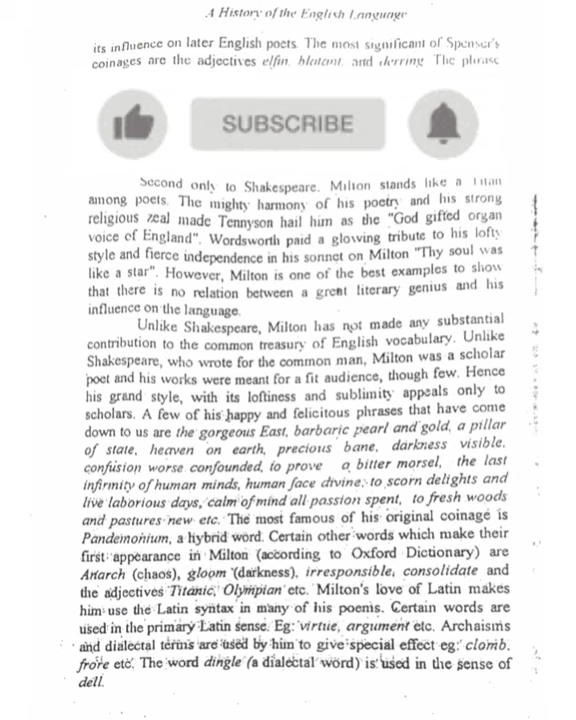 A History of the English Language
its influence on later English poets. The most significant of Spenser's
coinages are the adjectives elfin, blatant, and derring The phrase
SUBSCRIBE
Second only to Shakespeare. Milton stands like a Titan
among poets. The mighty harmony of his poetry and his strong
religious zeal made Tennyson hail him as the "God gifted organ
voice of England". Wordsworth paid a glowing tribute to his lofty
style and fierce independence in his sonnet on Milton "Thy soul was
like a star". However, Milton is one of the best examples to show
that there is no relation between a great literary genius and his
influence on the language.
Unlike Shakespeare, Milton has not made any substantial
contribution to the common treasury of English vocabulary. Unlike
Shakespeare, who wrote for the common man, Milton was a scholar
poet and his works were meant for a fit audience, though few. Hence
his grand style, with its loftiness and sublimity appeals only to
scholars. A few of his happy and felicitous phrases that have come
down to us are the gorgeous East, barbaric pearl and gold, a pillar
of state, heaven on earth, precious bane, darkness visible,
confusion worse confounded, to prove a bitter morsel, the last
infirmity of human minds, human face divine, to scorn delights and
live laborious days, calm of mind all passion spent, to fresh woods
and pastures new etc. The most famous of his original coinage is
Pandemonium, a hybrid word. Certain other words which make their
first appearance in Milton (according to Oxford Dictionary) are
Anarch (chaos), gloom (darkness), irresponsible, consolidate and
the adjectives Titanic, Olympian etc. Milton's love of Latin makes
him use the Latin syntax in many of his poems. Certain words are
used in the primary Latin sense. Eg: virtue, argument etc. Archaisms
and dialectal terms are used by him to give special effect eg: clomb,
frore etc. The word dingle (a dialectal word) is used in the sense of
dell.